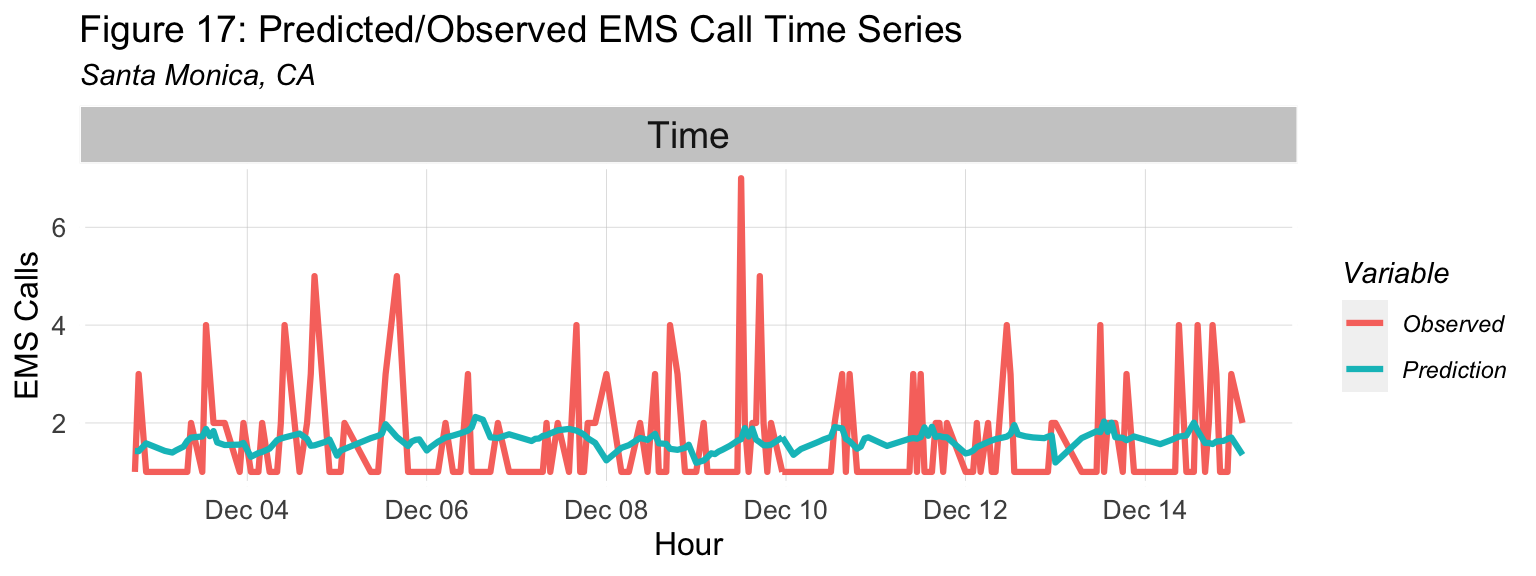 Figure 17: Predicted/Observed EMS Call Time Series
Santa Monica, CA
Time
EMS Calls
6
4
2
Dec 04 Dec 06 Dec 08 Dec 10 Dec 12 Dec 14
Hour
Variable
Observed
Prediction